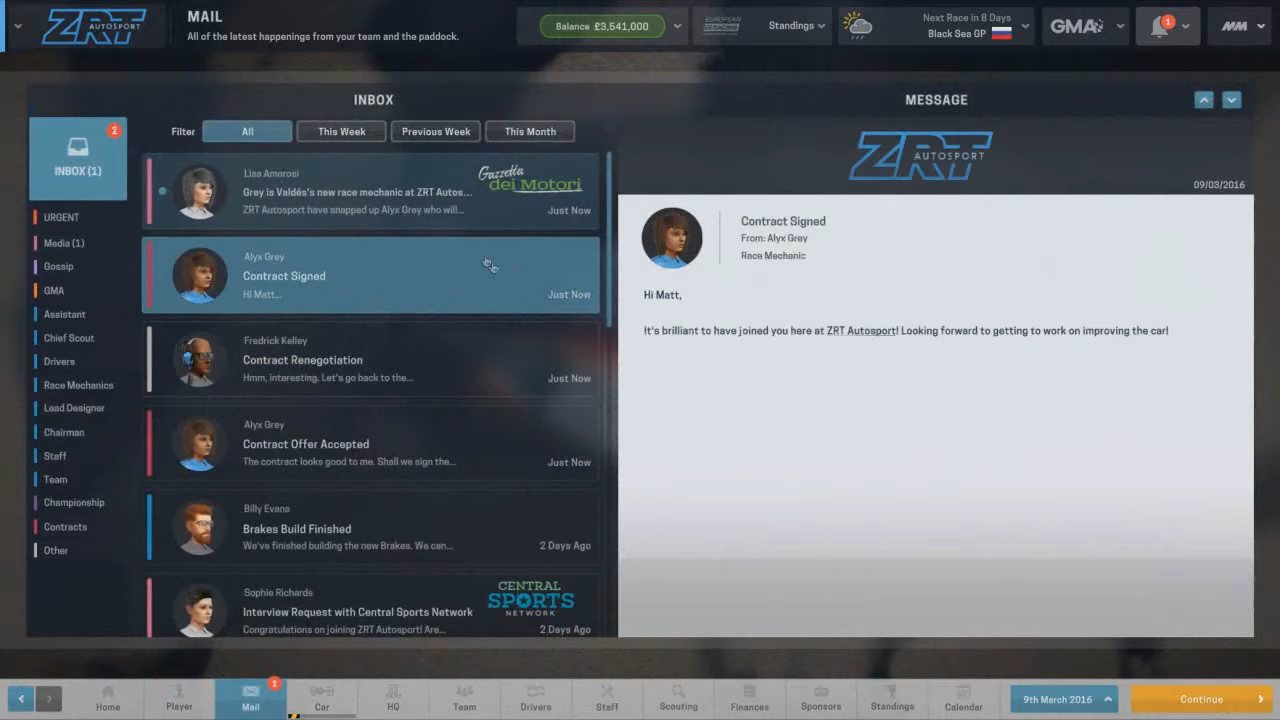 ZRT AUTOSPORT
MAIL
All of the latest happenings from your team and the paddock.
Balance £3,541,000
EUROPEAN RACING
Standings
Next Race in 8 Days
Black Sea GP
GMA
1
INBOX
MESSAGE
Filter
All
This Week
Previous Week
This Month
2
INBOX (1)
URGENT
Media (1)
Gossip
GMA
Assistant
Chief Scout
Drivers
Race Mechanics
Lead Designer
Chairman
Staff
Team
Championship
Contracts
Other
Lisa Amorosi
Gazzetta dei Motori
Grey is Valdés's new race mechanic at ZRT Autos...
ZRT Autosport have snapped up Alyx Grey who will...
Just Now
Alyx Grey
Contract Signed
Hi Matt...
Just Now
Fredrick Kelley
Contract Renegotiation
Hmm, interesting. Let's go back to the...
Just Now
Alyx Grey
Contract Offer Accepted
The contract looks good to me. Shall we sign the...
Just Now
Billy Evans
Brakes Build Finished
We've finished building the new Brakes. We can...
2 Days Ago
Sophie Richards
CENTRAL SPORTS NETWORK
Interview Request with Central Sports Network
Congratulations on joining ZRT Autosport! Are...
2 Days Ago
ZRT AUTOSPORT
09/03/2016
Contract Signed
From: Alyx Grey
Race Mechanic
Hi Matt,
It's brilliant to have joined you here at ZRT Autosport! Looking forward to getting to work on improving the car!
Home
Player
Mail
2
Car
HQ
Team
Drivers
Staff
Scouting
Finances
Sponsors
Standings
Calendar
9th March 2016
Continue